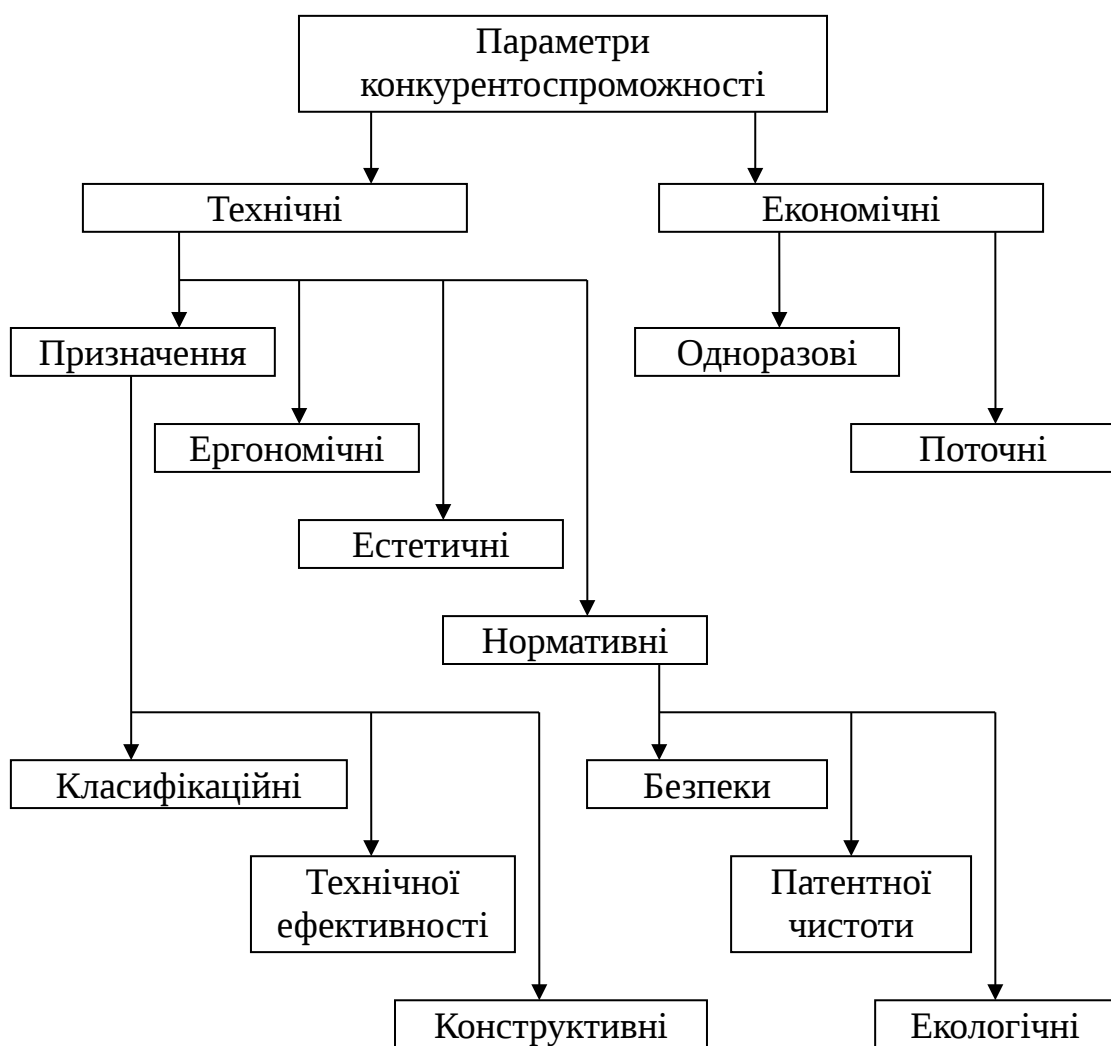 Параметри
конкурентоспроможності
Технічні
Економічні
Призначення
Одноразові
Ергономічні
Поточні
Естетичні
Нормативні
Класифікаційні
Безпеки
Технічної
ефективності
Патентної
чистоти
Конструктивні
Екологічні